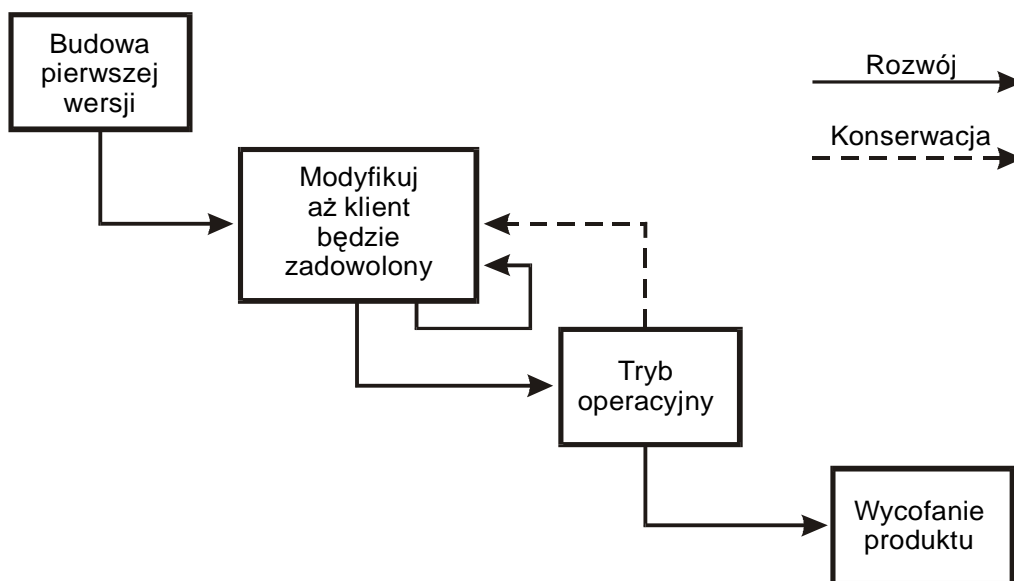 Budowa
pierwszej
wersji
Rozwój
Konserwacja
Modyfikuj
aż klient
będzie
zadowolony
Tryb
operacyjny
Wycofanie
produktu